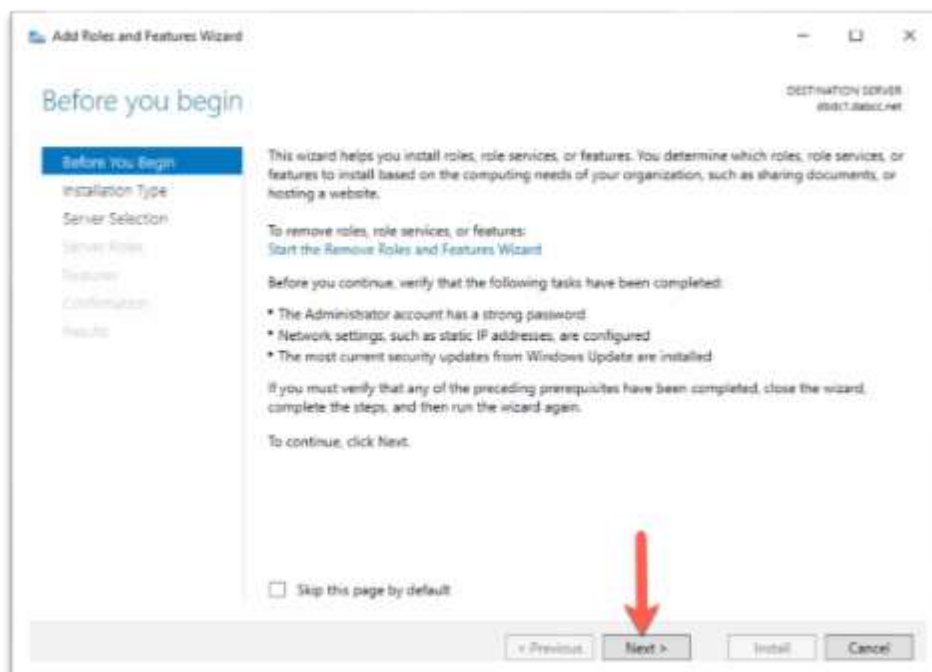 Add Roles and Features Wizard
Before you begin
DESTINATION SERVER
Before You Begin
Installation Type
Server Selection
Server Roles
Features
Confirmation
Results
This wizard helps you install roles, role services, or features. You determine which roles, role services, or
features to install based on the computing needs of your organization, such as sharing documents, or
hosting a website.
To remove roles, role services, or features:
Start the Remove Roles and Features Wizard
Before you continue, verify that the following tasks have been completed:
• The Administrator account has a strong password
• Network settings, such as static IP addresses, are configured
• The most current security updates from Windows Update are installed
If you must verify that any of the preceding prerequisites have been completed, close the wizard,
complete the steps, and then run the wizard again.
To continue, click Next.
Skip this page by default
< Previous
Next >
Install
Cancel